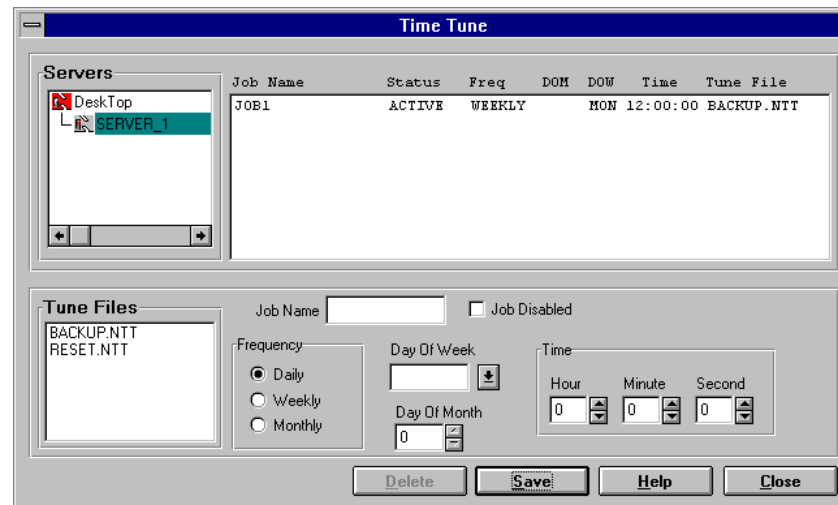 Time Tune
Servers
DeskTop
SERVER_1
Job Name Status Freq DOM DOW Time Tune File
JOB1 ACTIVE WEEKLY MON 12:00:00 BACKUP.NTT
Tune Files
BACKUP.NTT
RESET.NTT
Job Name
Job Disabled
Frequency
Daily
Weekly
Monthly
Day Of Week
Day Of Month
0
Time
Hour Minute Second
0 0 0
Delete Save Help Close